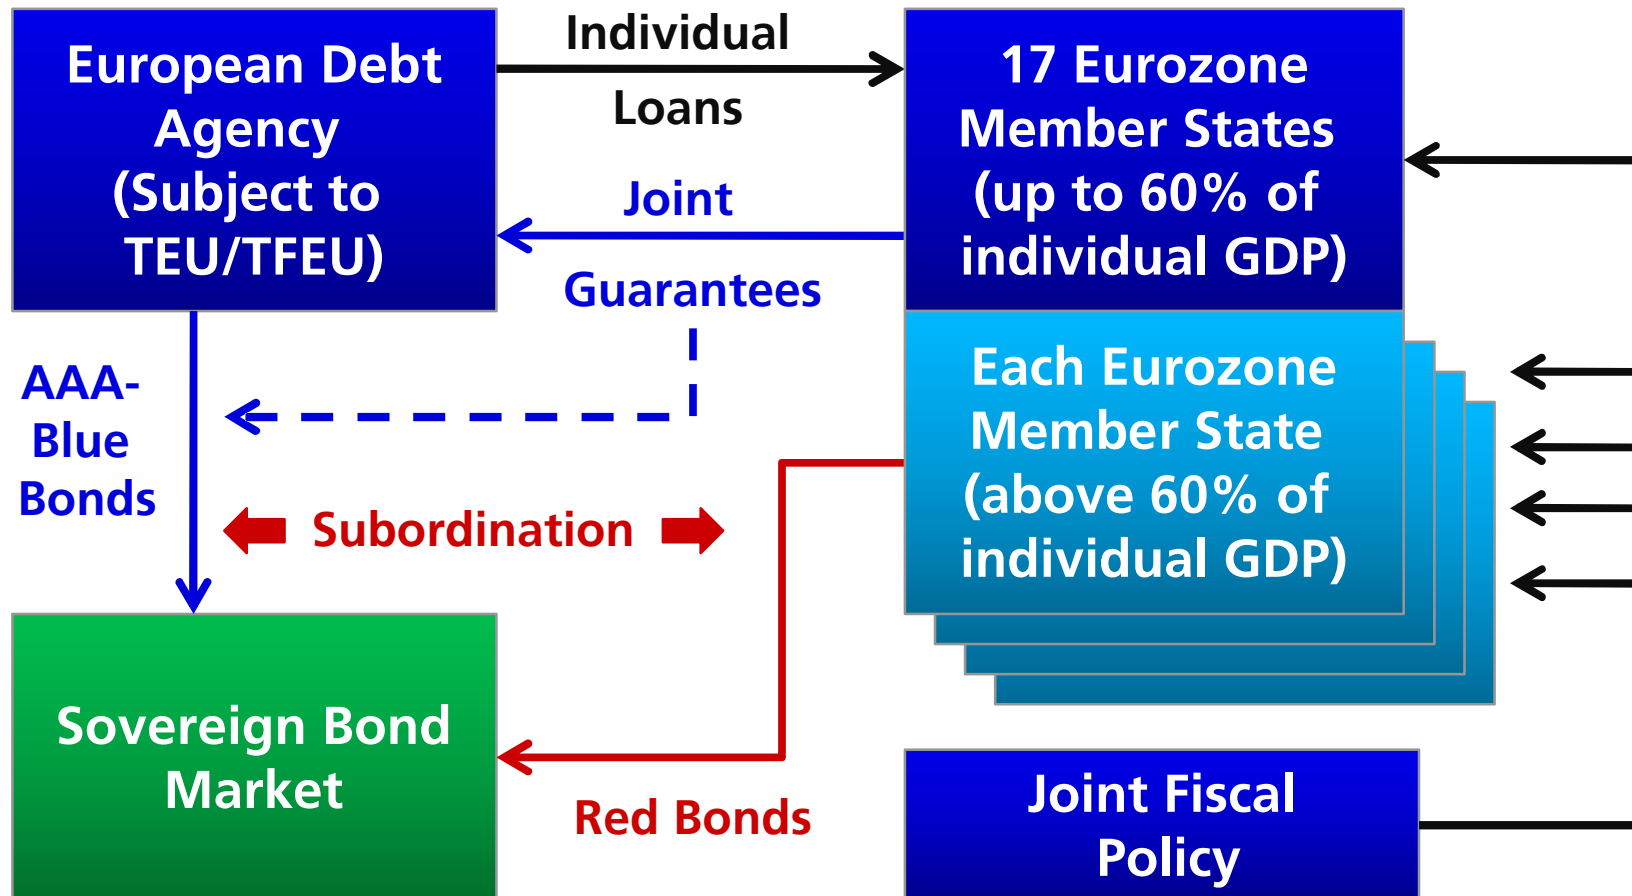 European Debt
Agency
(Subject to
TEU/TFEU)
Individual
Loans
17 Eurozone
Member States
(up to 60% of
individual GDP)
Joint
Guarantees
AAA-
Blue
Bonds
Each Eurozone
Member State
(above 60% of
individual GDP)
Subordination
Sovereign Bond
Market
Red Bonds
Joint Fiscal
Policy